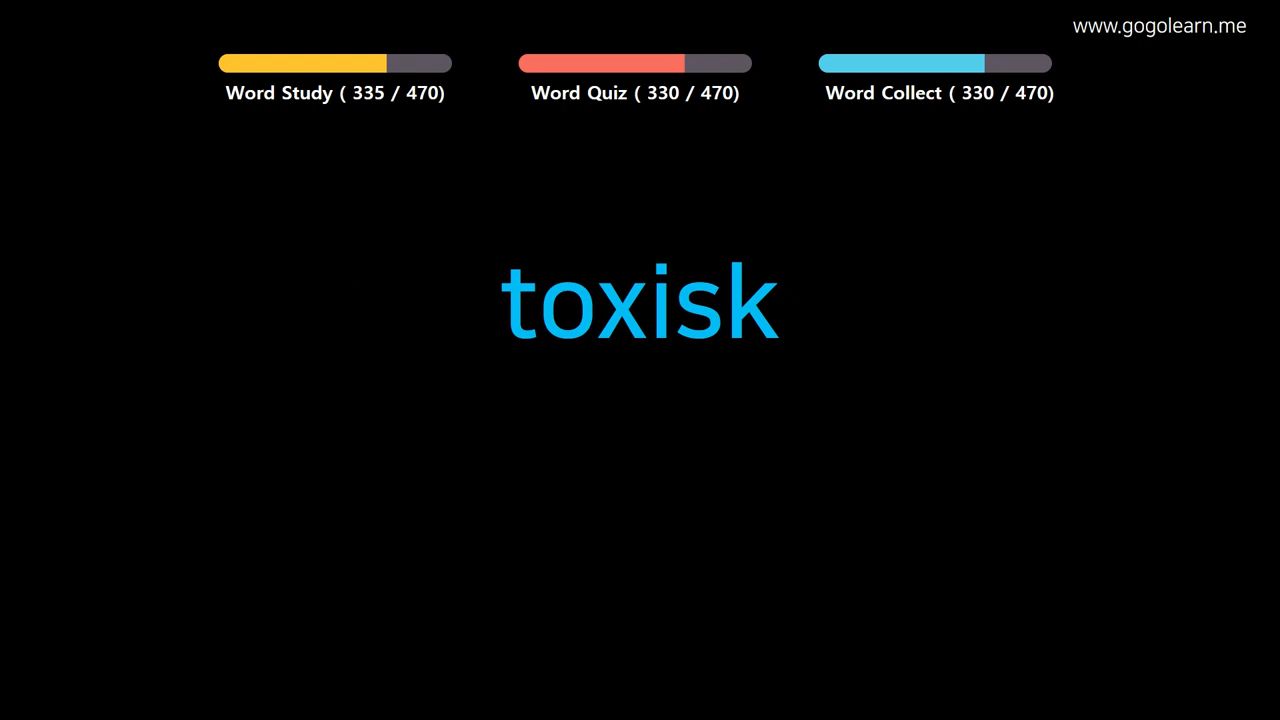 www.gogolearn.me
Word Study ( 335 / 470)
Word Quiz ( 330 / 470)
Word Collect ( 330 / 470)
toxisk